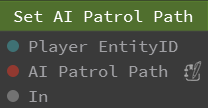 Set AI Patrol Path
Player EntityID
AI Patrol Path
In